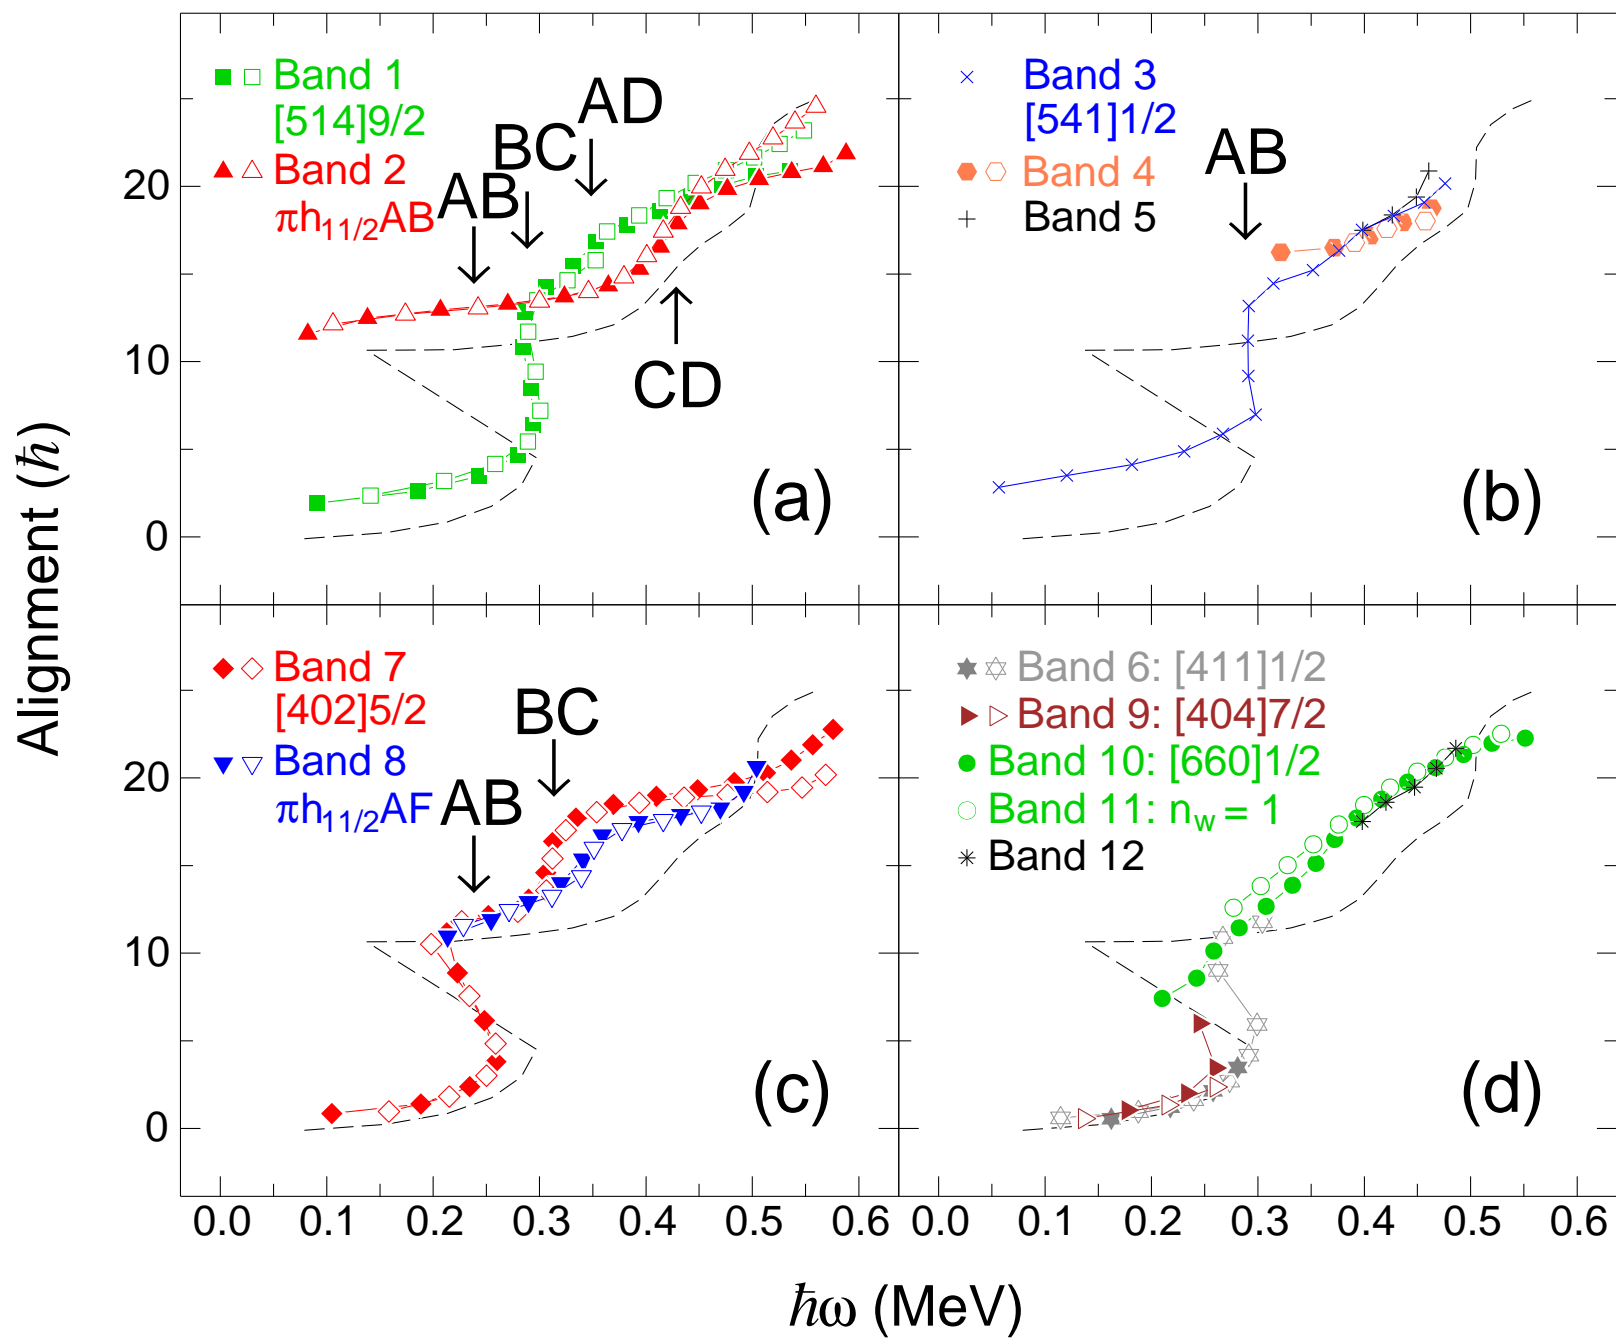 Band 1
[514]9/2
Band 2
πh11/2AB
AB
BC
AD
CD
(a)
Band 3
[541]1/2
Band 4
Band 5
AB
(b)
20
10
0
Alignment (ℏ)
Band 7
[402]5/2
Band 8
πh11/2AF
AB
BC
(c)
Band 6: [411]1/2
Band 9: [404]7/2
Band 10: [660]1/2
Band 11: nw = 1
Band 12
(d)
20
10
0
0.0 0.1 0.2 0.3 0.4 0.5 0.6 0.0 0.1 0.2 0.3 0.4 0.5 0.6
ℏω (MeV)